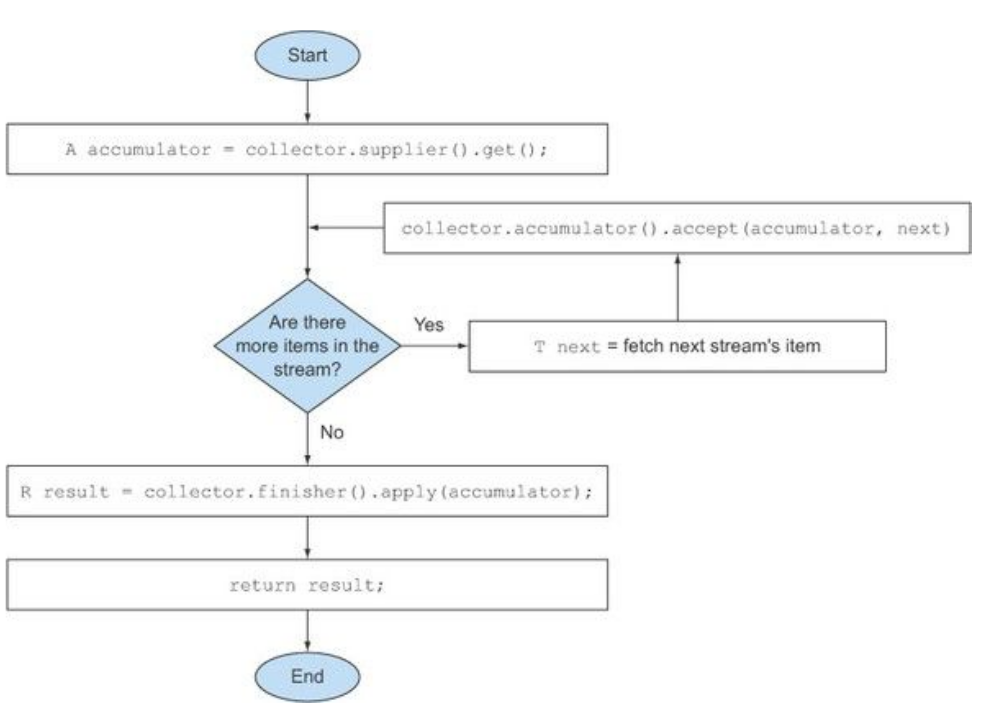 Start
A accumulator = collector.supplier().get();
collector.accumulator().accept(accumulator, next)
Are there
more items in the
stream?
Yes
T next = fetch next stream's item
No
R result = collector.finisher().apply(accumulator);
return result;
End